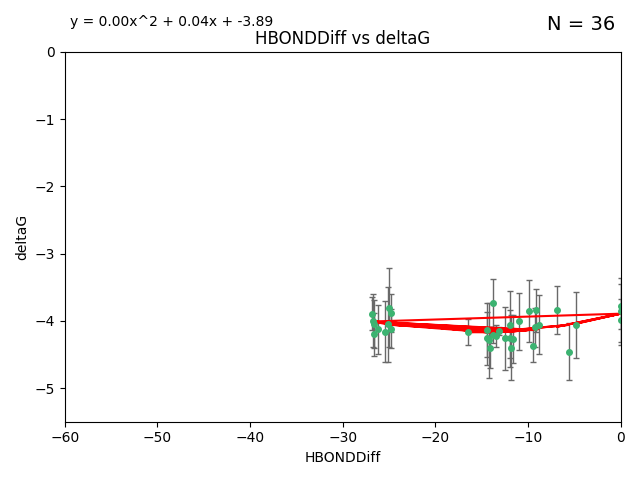 y = 0.00x^2 + 0.04x + -3.89
N = 36
HBONDDiff vs deltaG
0
−1
−2
−3
−4
−5
deltaG
−60 −50 −40 −30 −20 −10 0
HBONDDiff